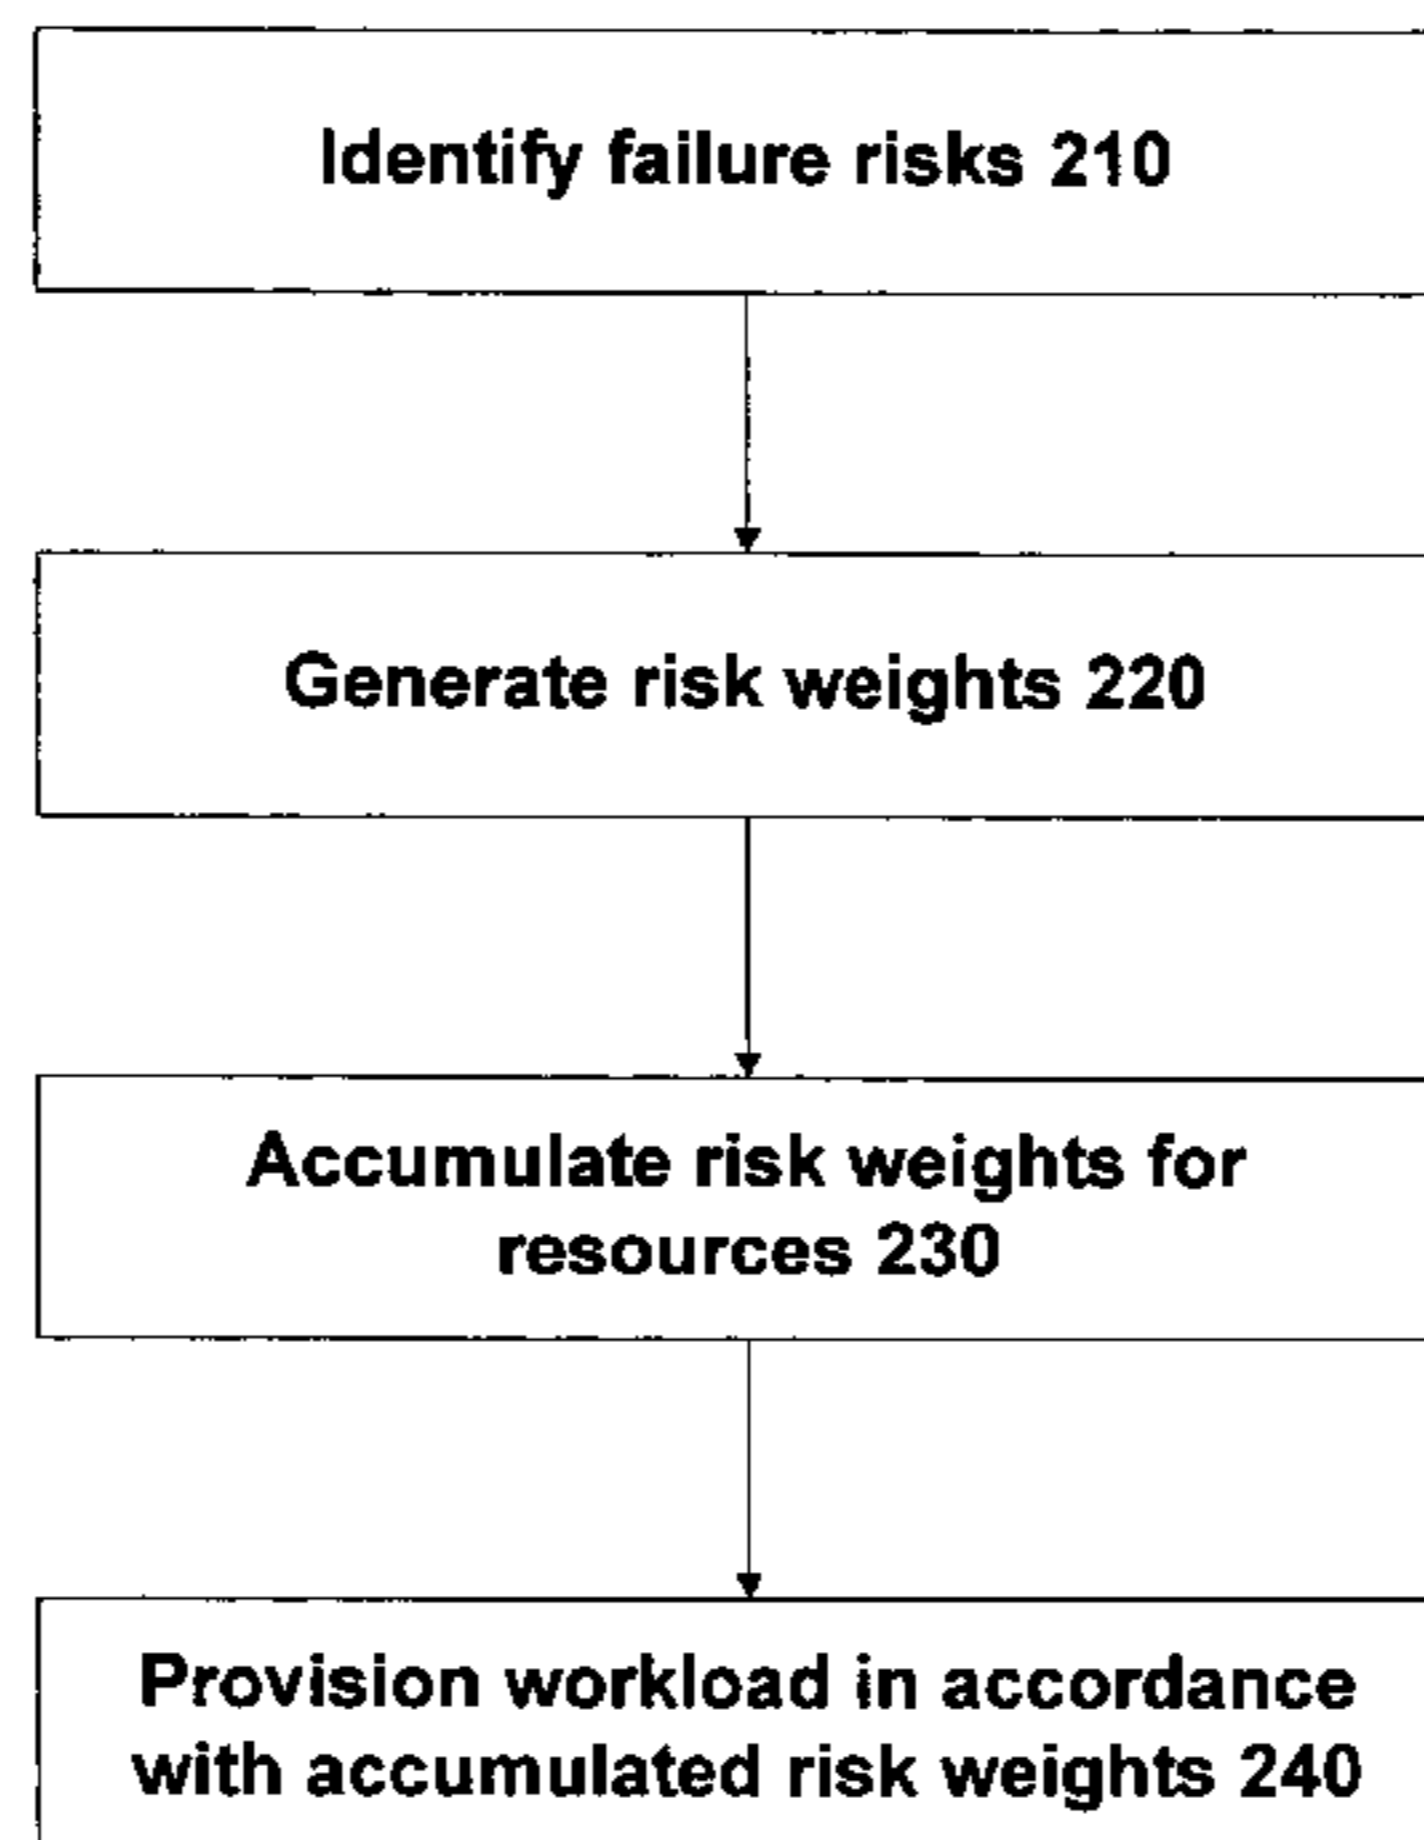 Identify failure risks 210
Generate risk weights 220
Accumulate risk weights for
resources 230
Provision workload in accordance
with accumulated risk weights 240